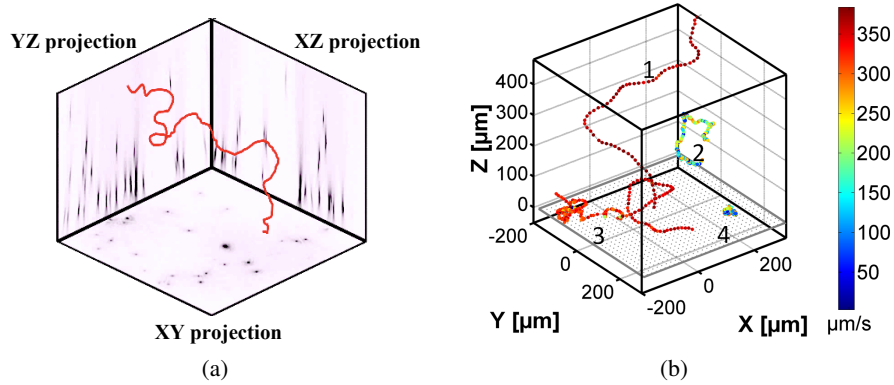 YZ projection
XZ projection
XY projection
(a)
400
300
200
100
0
-200
0
200
-200
0
200
Z [µm]
Y [µm]
X [µm]
1
2
3
4
350
300
250
200
150
100
50
µm/s
(b)